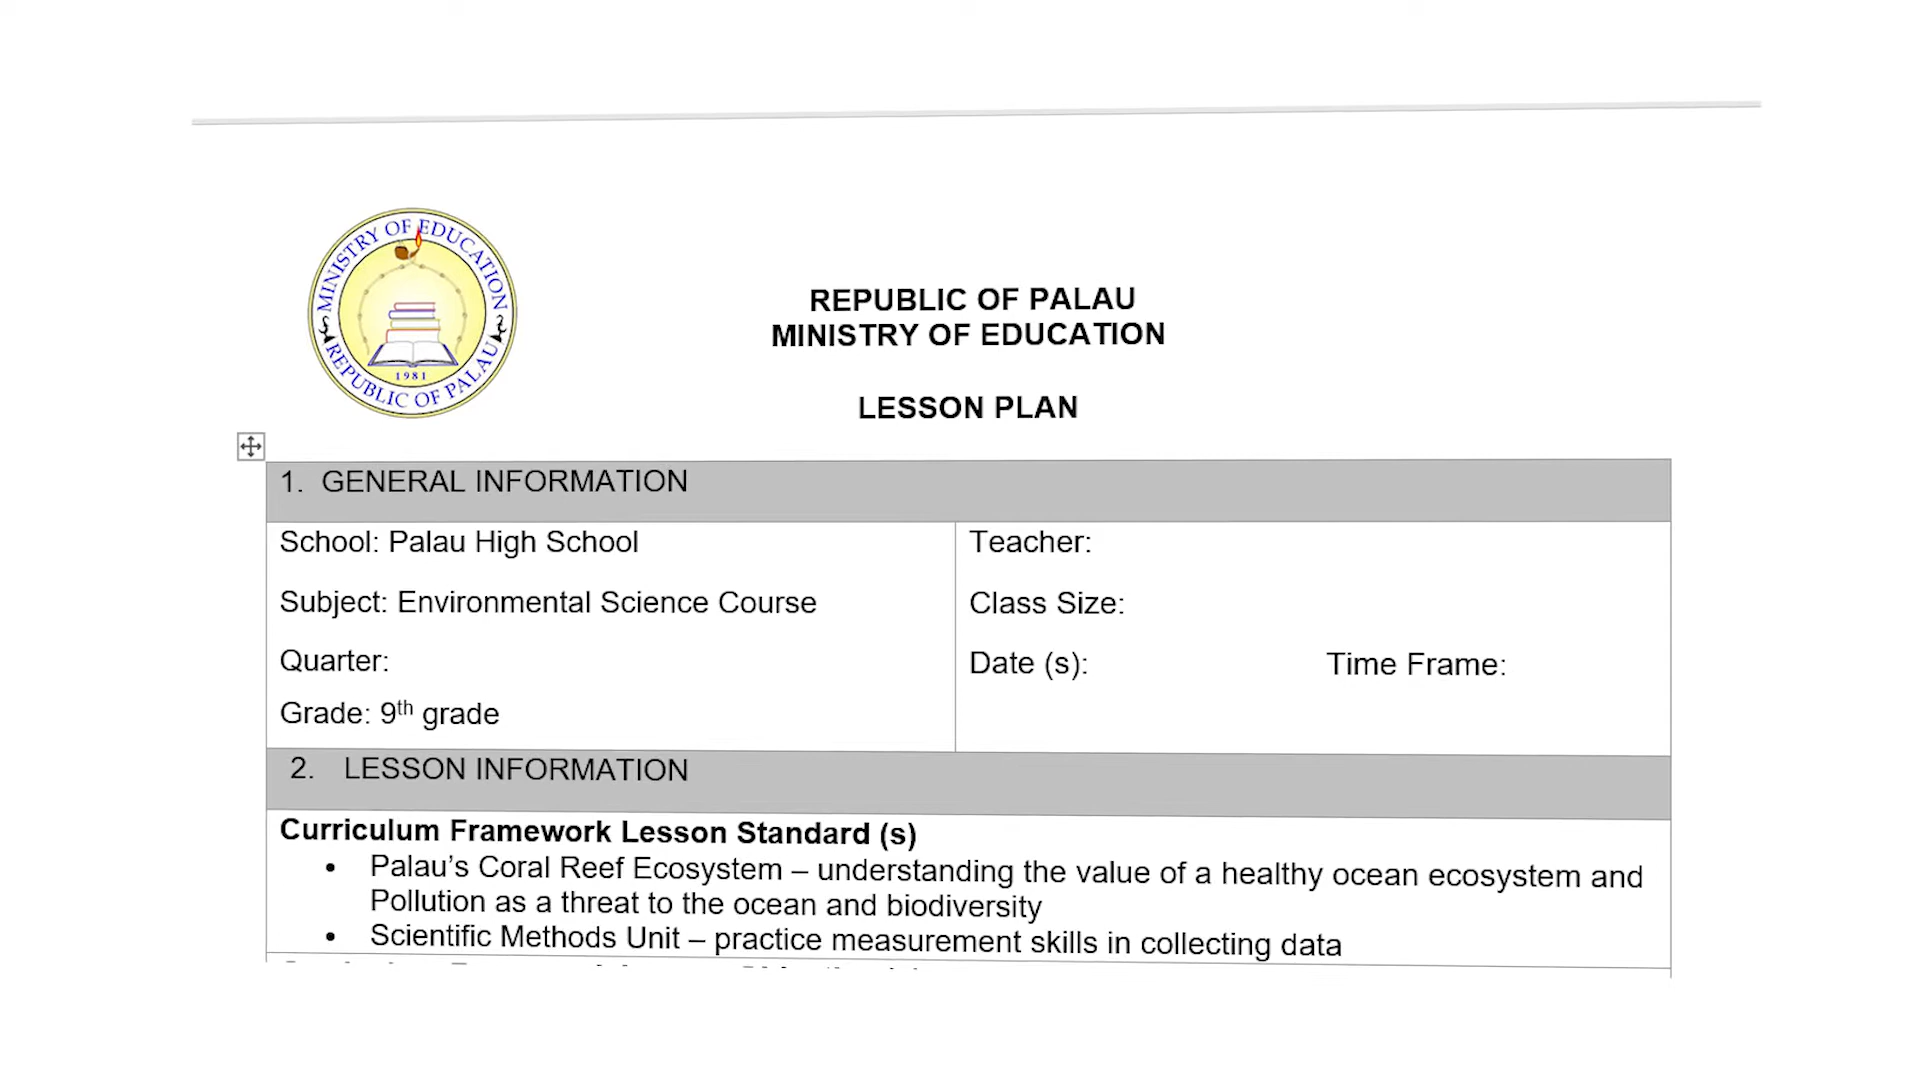 MINISTRY OF EDUCATION
REPUBLIC OF PALAU
1981
REPUBLIC OF PALAU
MINISTRY OF EDUCATION
LESSON PLAN
1. GENERAL INFORMATION
School: Palau High School
Teacher:
Subject: Environmental Science Course
Class Size:
Quarter:
Date (s): Time Frame:
Grade: 9th grade
2. LESSON INFORMATION
Curriculum Framework Lesson Standard (s)
• Palau’s Coral Reef Ecosystem – understanding the value of a healthy ocean ecosystem and
Pollution as a threat to the ocean and biodiversity
• Scientific Methods Unit – practice measurement skills in collecting data